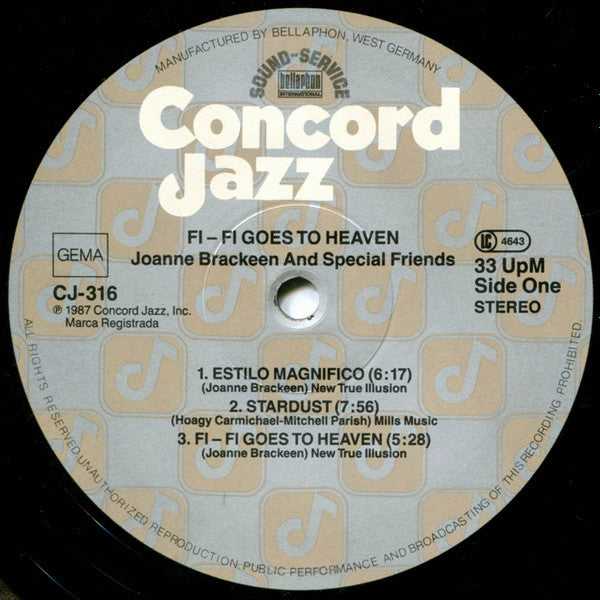 MANUFACTURED BY BELLAPHON, WEST GERMANY
SOUND-SERVICE
bellaphon
INTERNATIONAL
Concord
Jazz
FI – FI GOES TO HEAVEN
Joanne Brackeen And Special Friends
GEMA
LC 4643
CJ-316
33 UpM
Side One
STEREO
℗ 1987 Concord Jazz, Inc.
Marca Registrada
1. ESTILO MAGNIFICO (6:17)
(Joanne Brackeen) New True Illusion
2. STARDUST (7:56)
(Hoagy Carmichael-Mitchell Parish) Mills Music
3. FI – FI GOES TO HEAVEN (5:28)
(Joanne Brackeen) New True Illusion
ALL RIGHTS RESERVED. UNAUTHORIZED REPRODUCTION, PUBLIC PERFORMANCE AND BROADCASTING OF THIS RECORDING PROHIBITED.